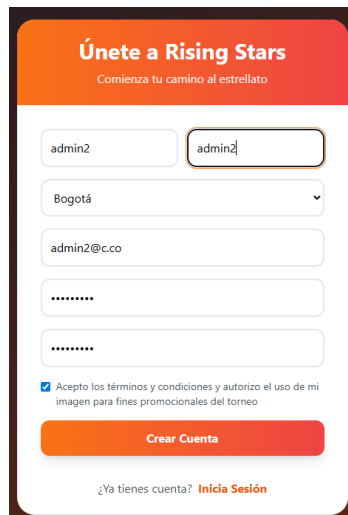 Únete a Rising Stars
Comienza tu camino al estrellato
admin2 admin2
Bogotá
admin2@c.co
•••••••••
•••••••••
Acepto los términos y condiciones y autorizo el uso de mi
imagen para fines promocionales del torneo
Crear Cuenta
¿Ya tienes cuenta? Inicia Sesión